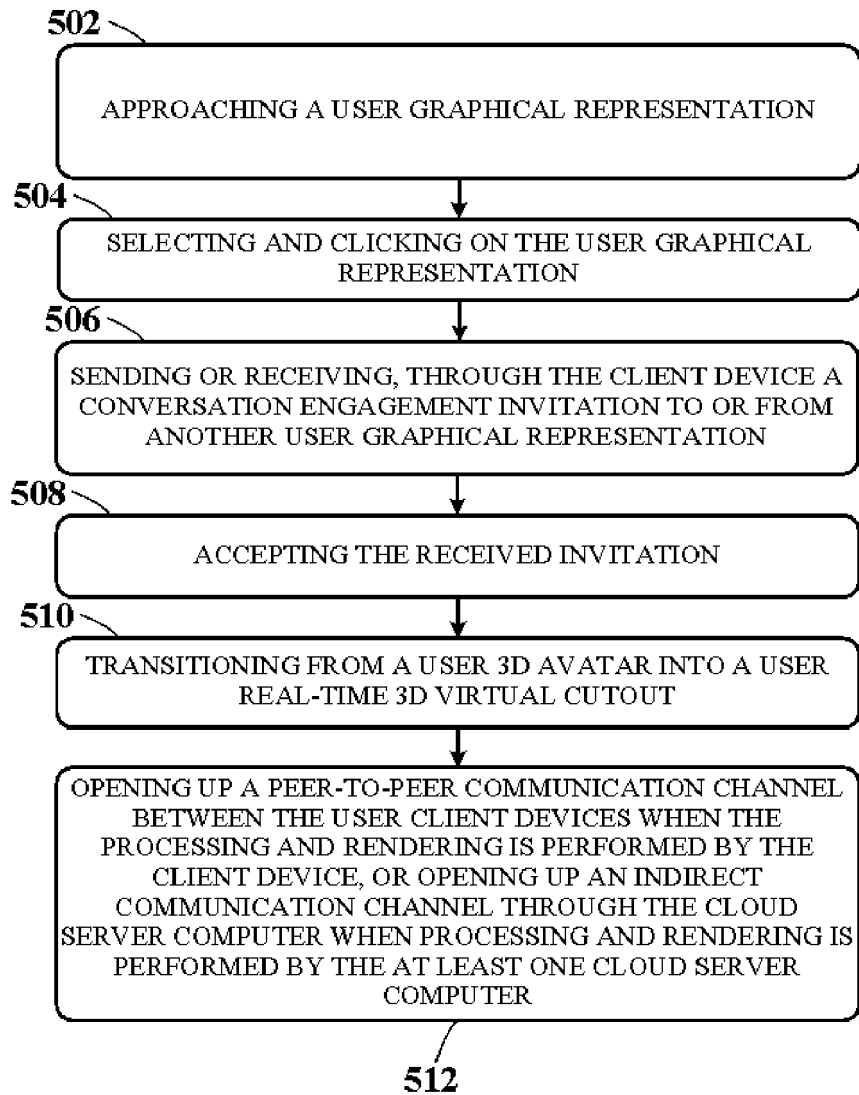 502
APPROACHING A USER GRAPHICAL REPRESENTATION
504
SELECTING AND CLICKING ON THE USER GRAPHICAL
REPRESENTATION
506
SENDING OR RECEIVING, THROUGH THE CLIENT DEVICE A
CONVERSATION ENGAGEMENT INVITATION TO OR FROM
ANOTHER USER GRAPHICAL REPRESENTATION
508
ACCEPTING THE RECEIVED INVITATION
510
TRANSITIONING FROM A USER 3D AVATAR INTO A USER
REAL-TIME 3D VIRTUAL CUTOUT
OPENING UP A PEER-TO-PEER COMMUNICATION CHANNEL
BETWEEN THE USER CLIENT DEVICES WHEN THE
PROCESSING AND RENDERING IS PERFORMED BY THE
CLIENT DEVICE, OR OPENING UP AN INDIRECT
COMMUNICATION CHANNEL THROUGH THE CLOUD
SERVER COMPUTER WHEN PROCESSING AND RENDERING IS
PERFORMED BY THE AT LEAST ONE CLOUD SERVER
COMPUTER
512